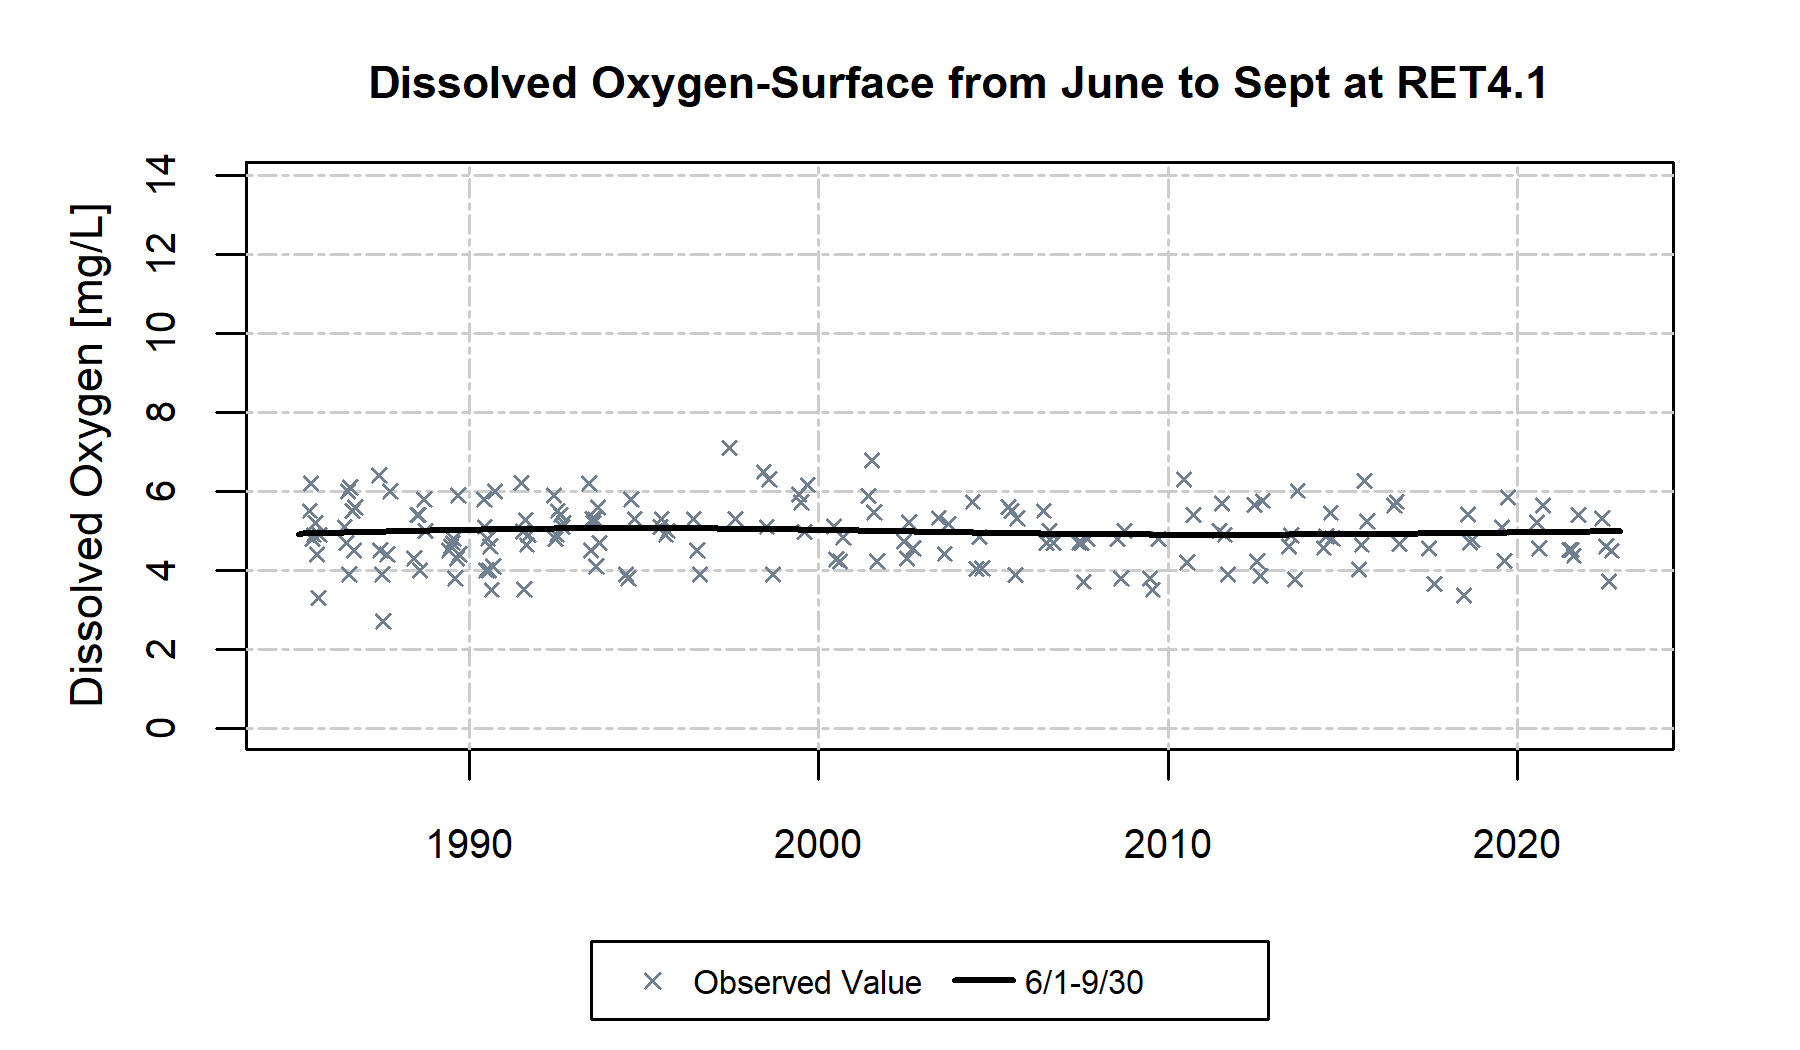 Dissolved Oxygen-Surface from June to Sept at RET4.1
Dissolved Oxygen [mg/L]
14
12
10
8
6
4
2
0
1990 2000 2010 2020
Observed Value 6/1-9/30